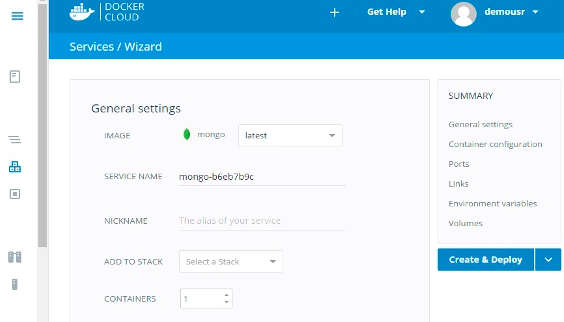 DOCKER
CLOUD
Get Help
demousr
Services / Wizard
General settings
IMAGE
mongo
latest
SERVICE NAME
mongo-b6eb7b9c
NICKNAME
The alias of your service
ADD TO STACK
Select a Stack
CONTAINERS
1
SUMMARY
General settings
Container configuration
Ports
Links
Environment variables
Volumes
Create & Deploy